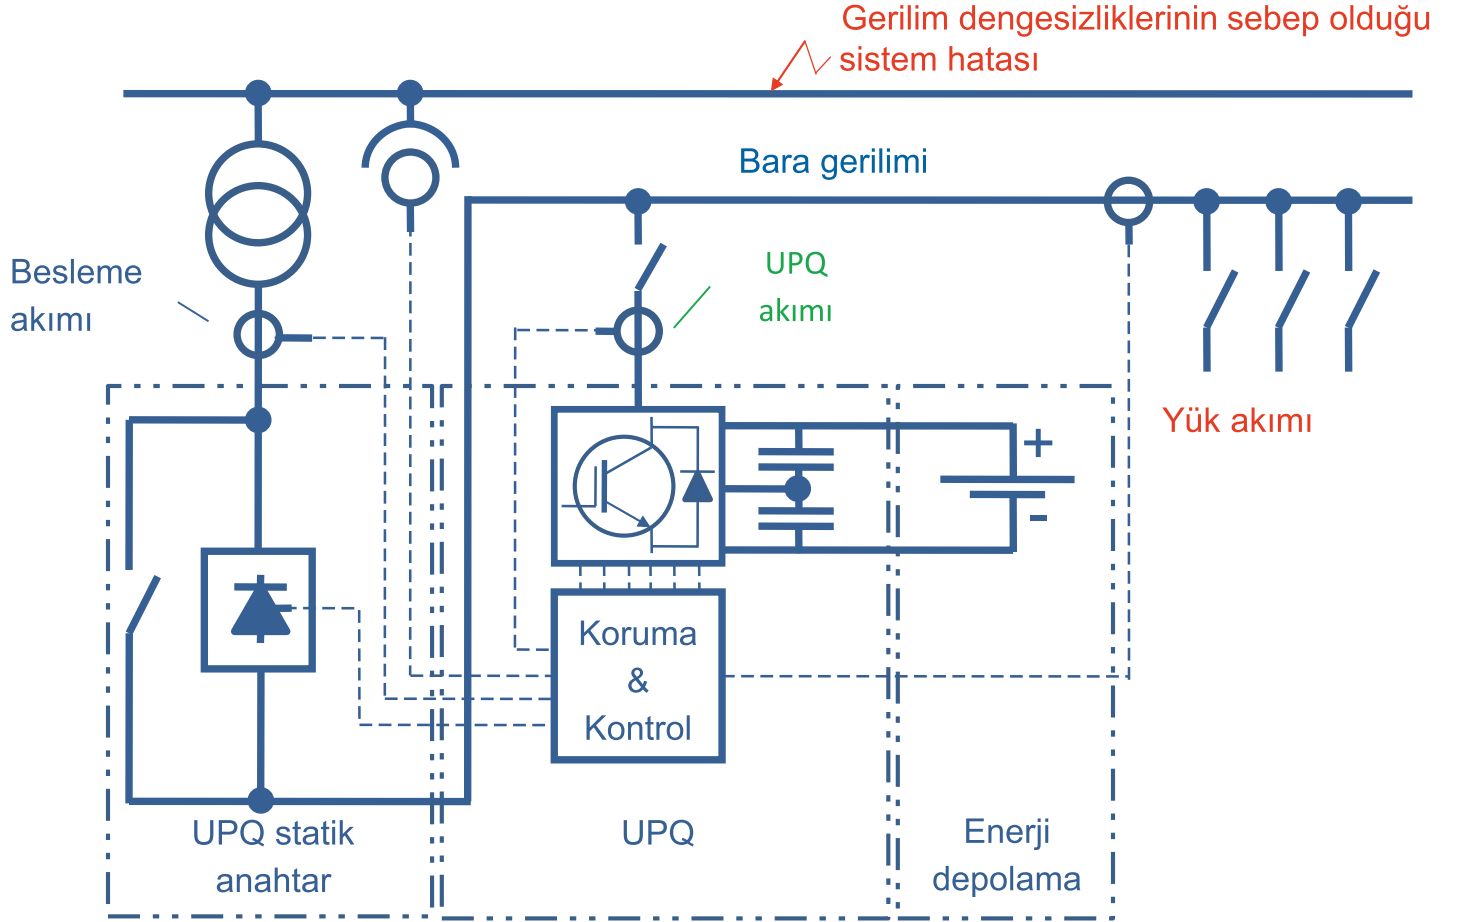 Gerilim dengesizliklerinin sebep olduğu
sistem hatası
Bara gerilimi
Besleme
akımı
UPQ
akımı
Yük akımı
+
-
Koruma
&
Kontrol
UPQ statik
anahtar
UPQ
Enerji
depolama